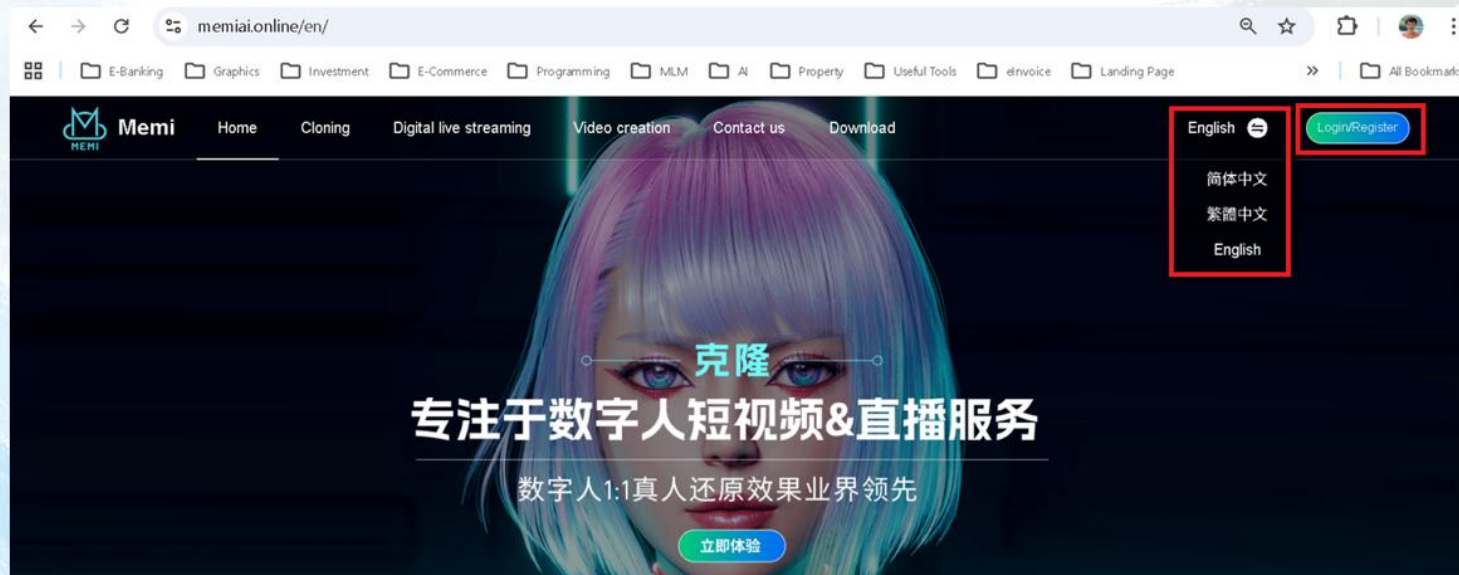 memiai.online/en/
E-Banking Graphics Investment E-Commerce Programming MLM AI Property Useful Tools eInvoice Landing Page » All Bookmarks
MEMI Memi Home Cloning Digital live streaming Video creation Contact us Download English Login/Register
简体中文
繁體中文
English
克隆
专注于数字人短视频&直播服务
数字人1:1真人还原效果业界领先
立即体验